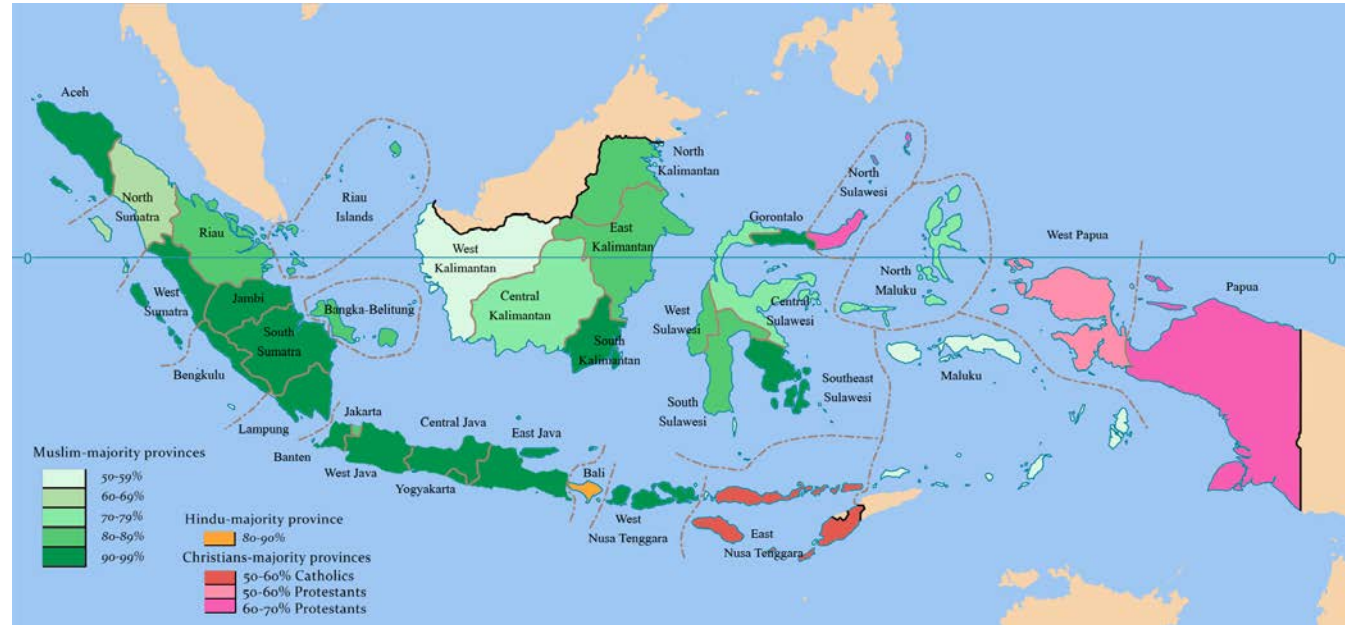 Aceh
North
Sumatra
Riau
Riau
Islands
West
Sumatra
Jambi
South
Sumatra
Bangka-Belitung
Bengkulu
Lampung
Banten
Jakarta
West Java
Central Java
Yogyakarta
East Java
Bali
West
Nusa Tenggara
East
Nusa Tenggara
West
Kalimantan
Central
Kalimantan
South
Kalimantan
East
Kalimantan
North
Kalimantan
Gorontalo
North
Sulawesi
West
Sulawesi
Central
Sulawesi
South
Sulawesi
Southeast
Sulawesi
North
Maluku
Maluku
West Papua
Papua
0
0
Muslim-majority provinces
50-59%
60-69%
70-79%
80-89%
90-99%
Hindu-majority province
80-90%
Christians-majority provinces
50-60% Catholics
50-60% Protestants
60-70% Protestants